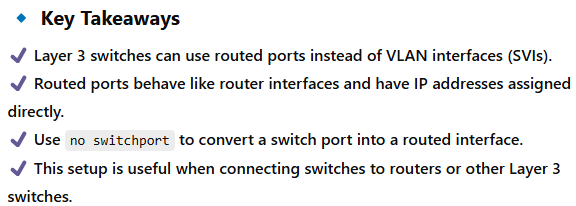 Key Takeaways
✔ Layer 3 switches can use routed ports instead of VLAN interfaces (SVIs).
✔ Routed ports behave like router interfaces and have IP addresses assigned
directly.
✔ Use no switchport to convert a switch port into a routed interface.
✔ This setup is useful when connecting switches to routers or other Layer 3
switches.